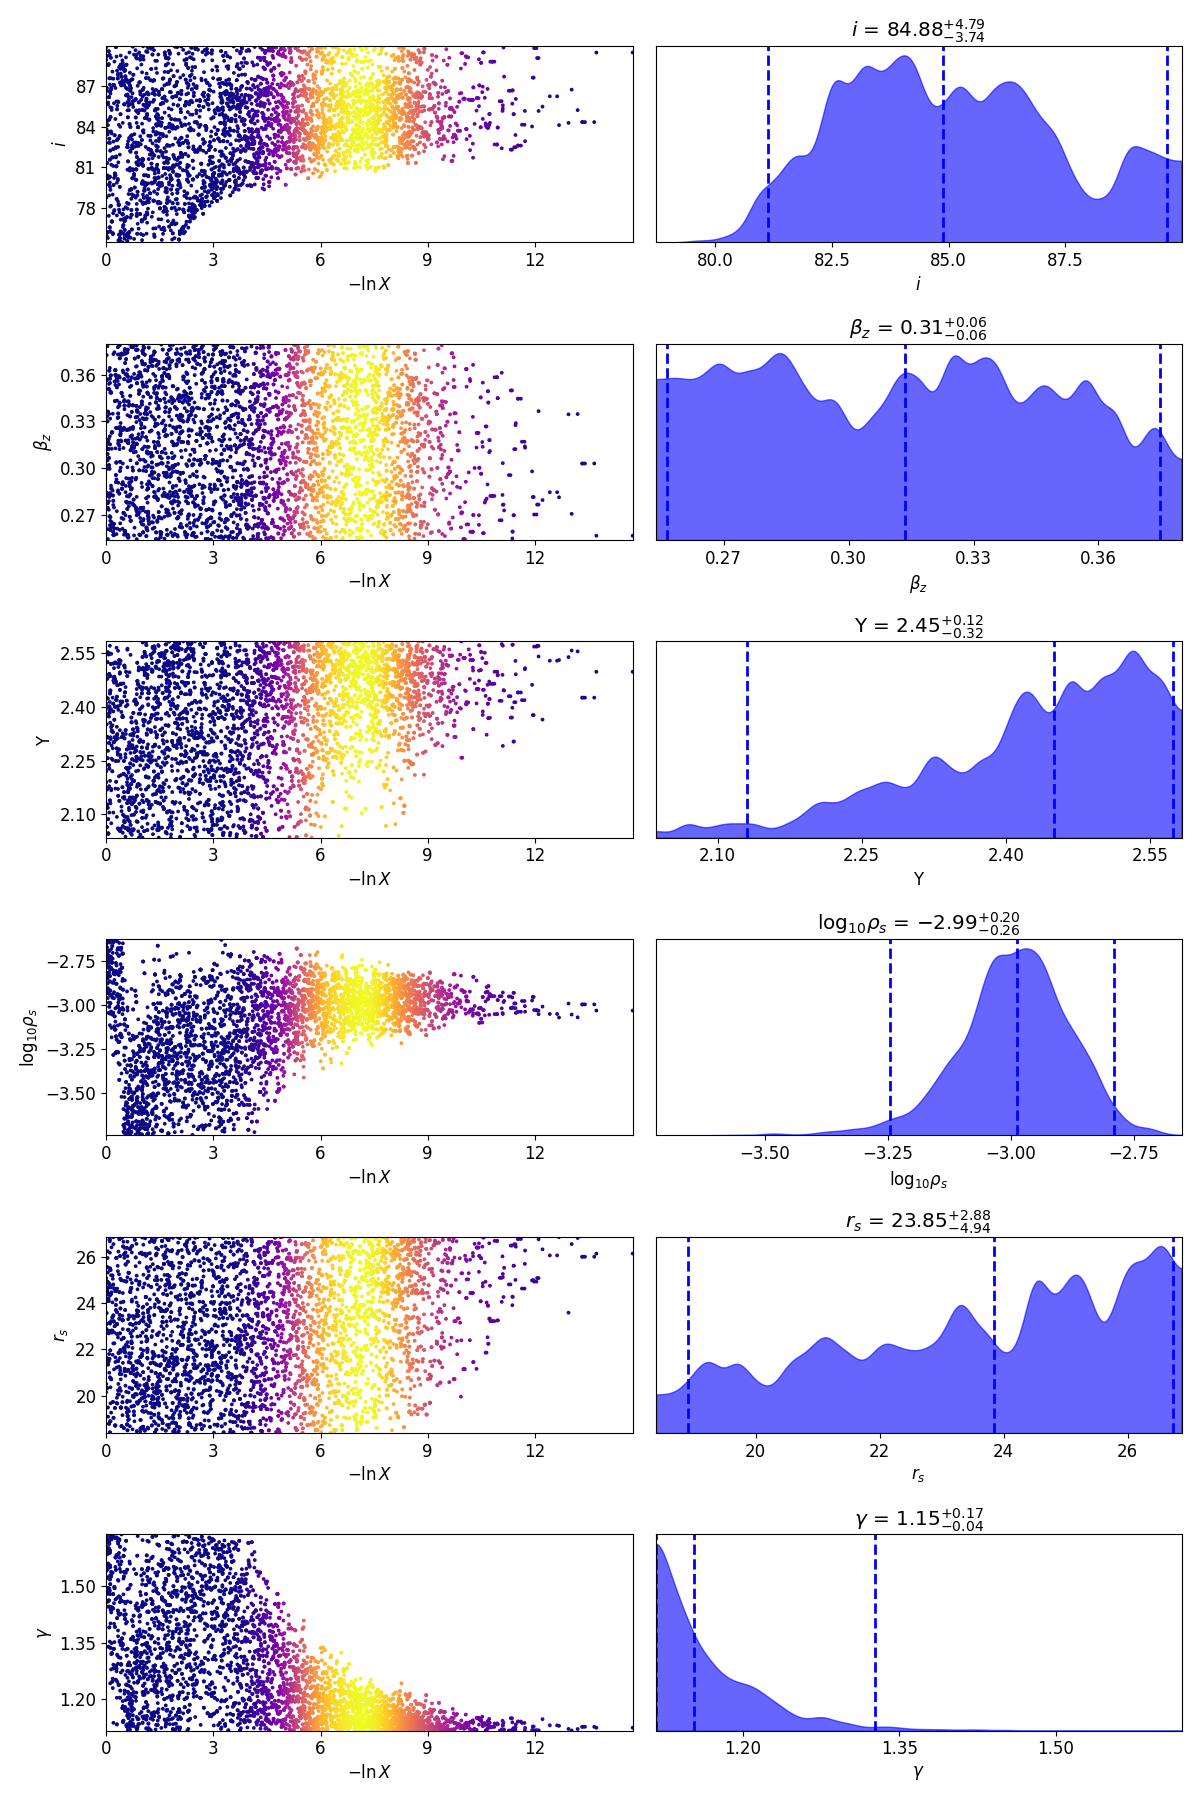 i = 84.88^{+4.79}_{-3.74}
87
84
81
78
i
0 3 6 9 12
−ln X
80.0 82.5 85.0 87.5
i
β_z = 0.31^{+0.06}_{-0.06}
0.36
0.33
0.30
0.27
β_z
0 3 6 9 12
−ln X
0.27 0.30 0.33 0.36
β_z
Y = 2.45^{+0.12}_{-0.32}
2.55
2.40
2.25
2.10
Y
0 3 6 9 12
−ln X
2.10 2.25 2.40 2.55
Y
log₁₀ρ_s = −2.99^{+0.20}_{-0.26}
−2.75
−3.00
−3.25
−3.50
log₁₀ρ_s
0 3 6 9 12
−ln X
−3.50 −3.25 −3.00 −2.75
log₁₀ρ_s
r_s = 23.85^{+2.88}_{-4.94}
26
24
22
20
r_s
0 3 6 9 12
−ln X
20 22 24 26
r_s
γ = 1.15^{+0.17}_{-0.04}
1.50
1.35
1.20
γ
0 3 6 9 12
−ln X
1.20 1.35 1.50
γ